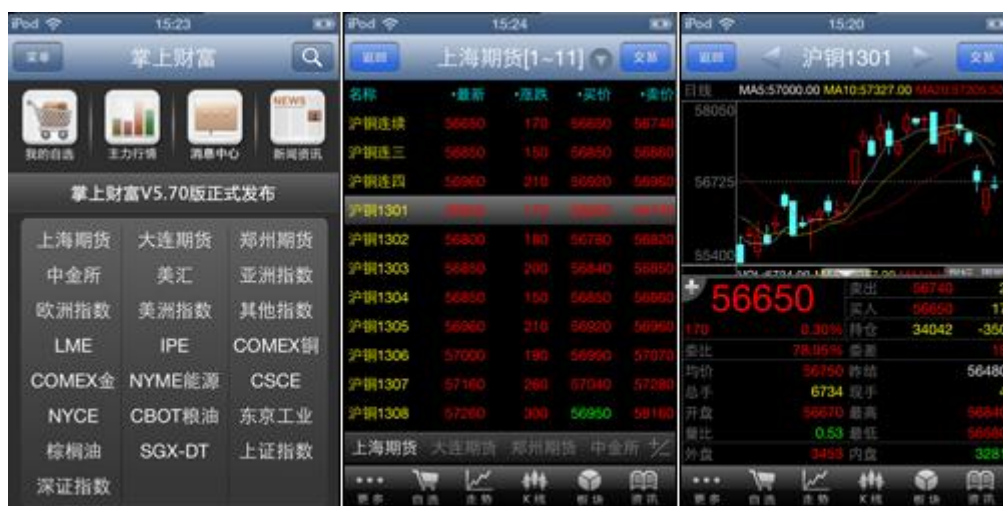 iPod 15:23
菜单 掌上财富
我的自选 主力行情 消息中心 新闻资讯
NEWS
掌上财富V5.70版正式发布
上海期货 大连期货 郑州期货
中金所 美汇 亚洲指数
欧洲指数 美洲指数 其他指数
LME IPE COMEX铜
COMEX金 NYME能源 CSCE
NYCE CBOT粮油 东京工业
棕榈油 SGX-DT 上证指数
深证指数
iPod 15:24
返回 上海期货[1~11] 交易
名称 ·最新 ·涨跌 ·买价 ·卖价
沪铜连续 56650 170 56650 56740
沪铜连三 56850 150 56850 56860
沪铜连四 56960 210 56920 56960
沪铜1301
沪铜1302 56800 180 56780 56820
沪铜1303 56850 200 56840 56850
沪铜1304 56850 150 56850 56860
沪铜1305 56960 210 56920 56960
沪铜1306 57000 190 56990 57070
沪铜1307 57160 260 57040 57280
沪铜1308 57260 300 56950 58160
上海期货 大连期货 郑州期货 中金所 +/-
更多 自选 走势 K线 板块 资讯
iPod 15:20
返回 沪铜1301 交易
日线 MA5:57000.00 MA10:57327.00
58050
56725
55400
56650 卖出 56740
买入 56650
170 0.30% 持仓 34042 -350
委比 78.95% 委差
均价 56750 昨结 56480
总手 6734 现手
开盘 56670 最高 56840
量比 0.53 最低
外盘 3453 内盘 3281
更多 自选 走势 K线 板块 资讯